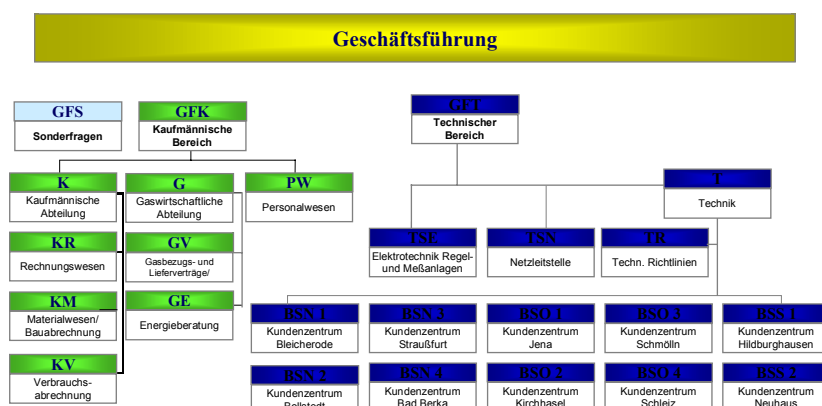 Geschäftsführung
GFS
Sonderfragen
GFK
Kaufmännische
Bereich
GFT
Technischer
Bereich
K
Kaufmännische
Abteilung
G
Gaswirtschaftliche
Abteilung
PW
Personalwesen
T
Technik
KR
Rechnungswesen
GV
Gasbezugs- und
Lieferverträge/
TSE
Elektrotechnik Regel-
und Meßanlagen
TSN
Netzleitstelle
TR
Techn. Richtlinien
KM
Materialwesen/
Bauabrechnung
GE
Energieberatung
BSN 1
Kundenzentrum
Bleicherode
BSN 3
Kundenzentrum
Straußfurt
BSO 1
Kundenzentrum
Jena
BSO 3
Kundenzentrum
Schmölln
BSS 1
Kundenzentrum
Hildburghausen
KV
Verbrauchs-
abrechnung
BSN 2
Kundenzentrum
BSN 4
Kundenzentrum
Bad Berka
BSO 2
Kundenzentrum
Kirchhasel
BSO 4
Kundenzentrum
Schleiz
BSS 2
Kundenzentrum
Neuhaus